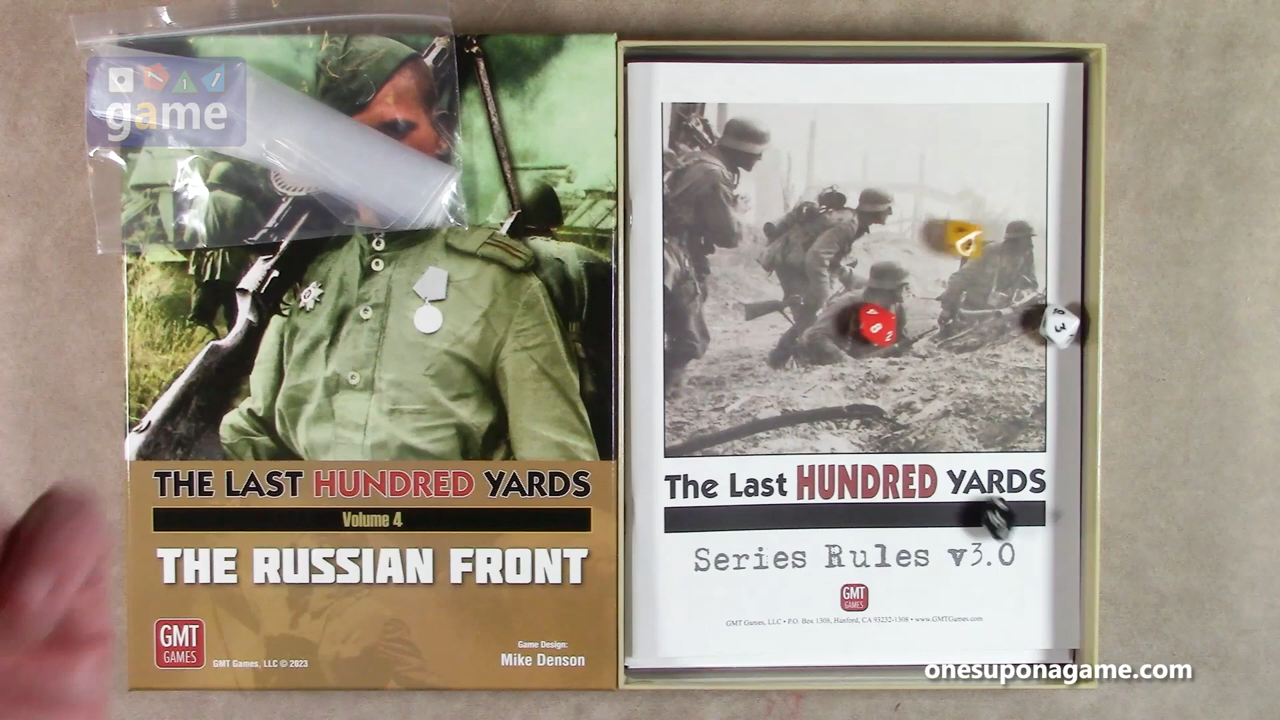 game
THE LAST HUNDRED YARDS
Volume 4
THE RUSSIAN FRONT
GMT
GAMES
GMT Games, LLC © 2023
Game Design:
Mike Denson
The Last HUNDRED YARDS
Series Rules v3.0
GMT
GAMES
GMT Games, LLC • P.O. Box 1308, Hanford, CA 93232-1308 • www.GMTGames.com
onesuponagame.com
8
3